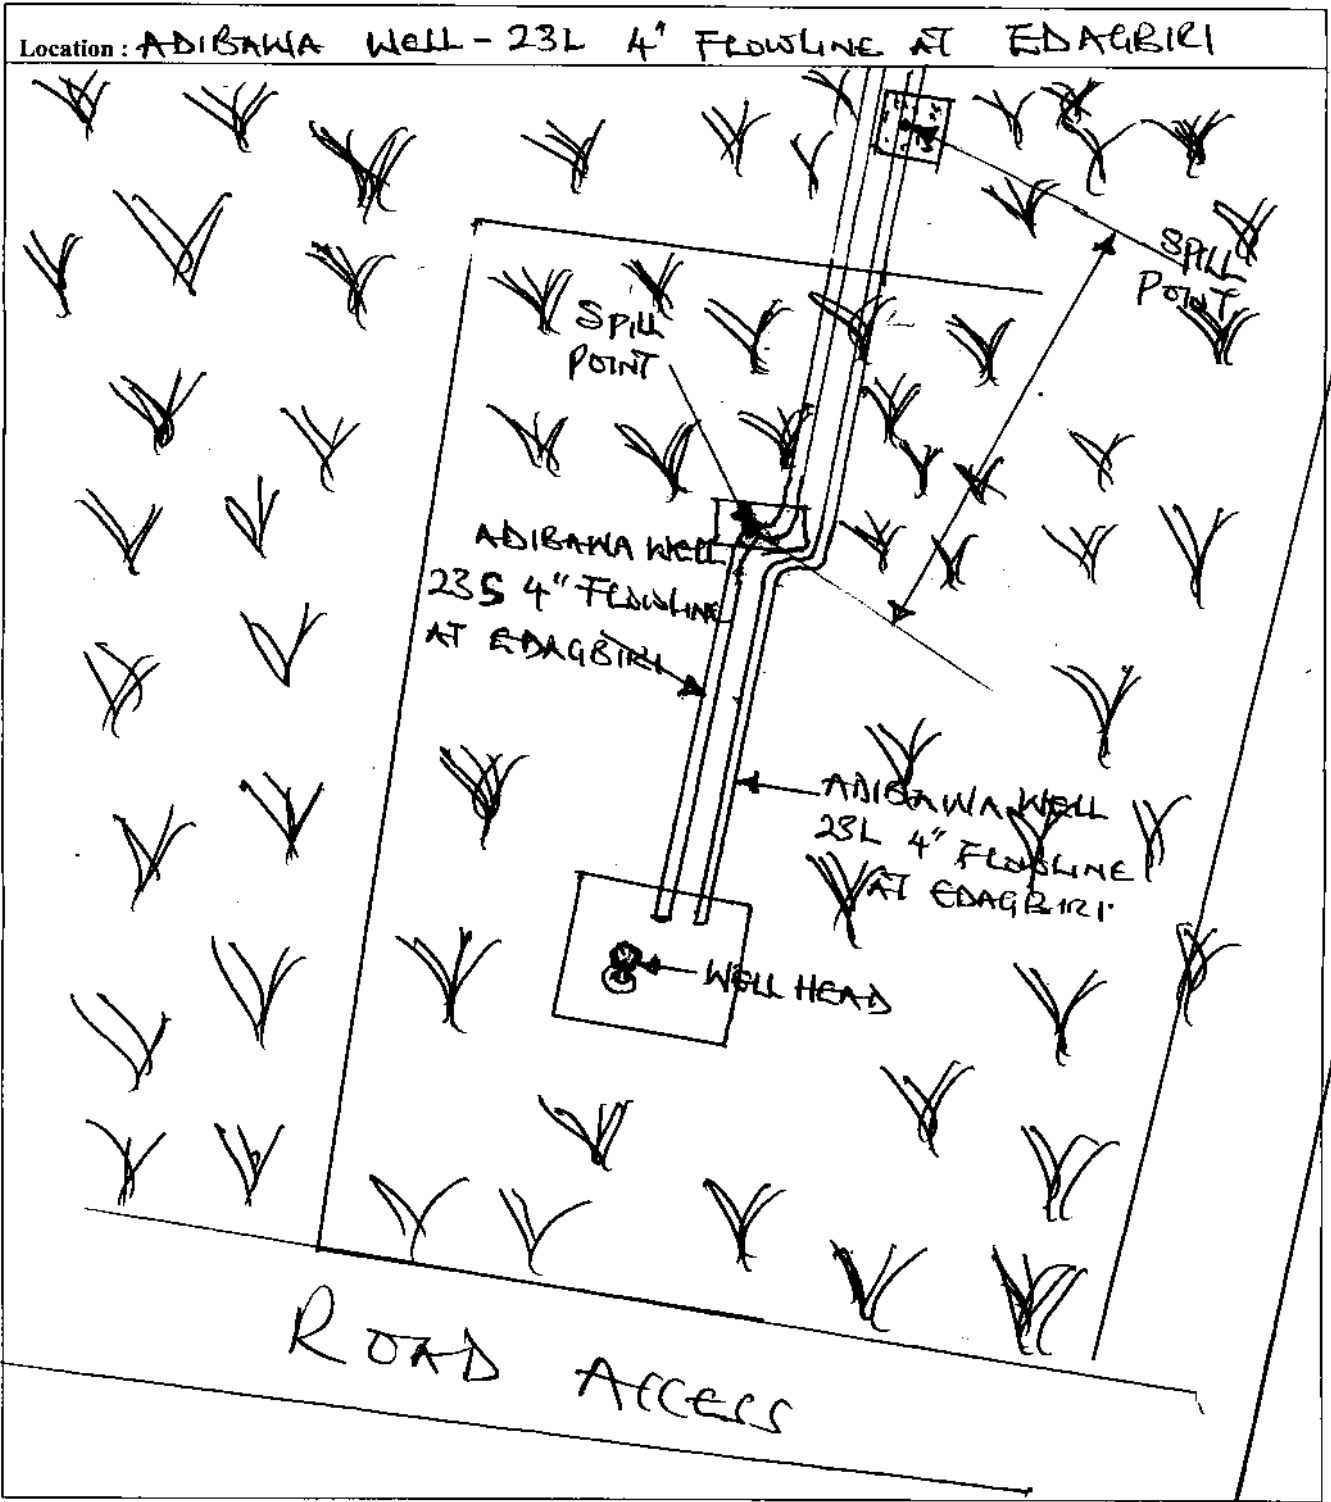 Location : ADIBAWA WELL - 23L 4" FLOWLINE AT EDAGBIRI
SPILL
POINT
SPILL
POINT
ADIBAWA WELL
23S 4" FLOWLINE
AT EDAGBIRI
ADIBAWA WELL
23L 4" FLOWLINE
AT EDAGBIRI
WELL HEAD
ROAD ACCESS